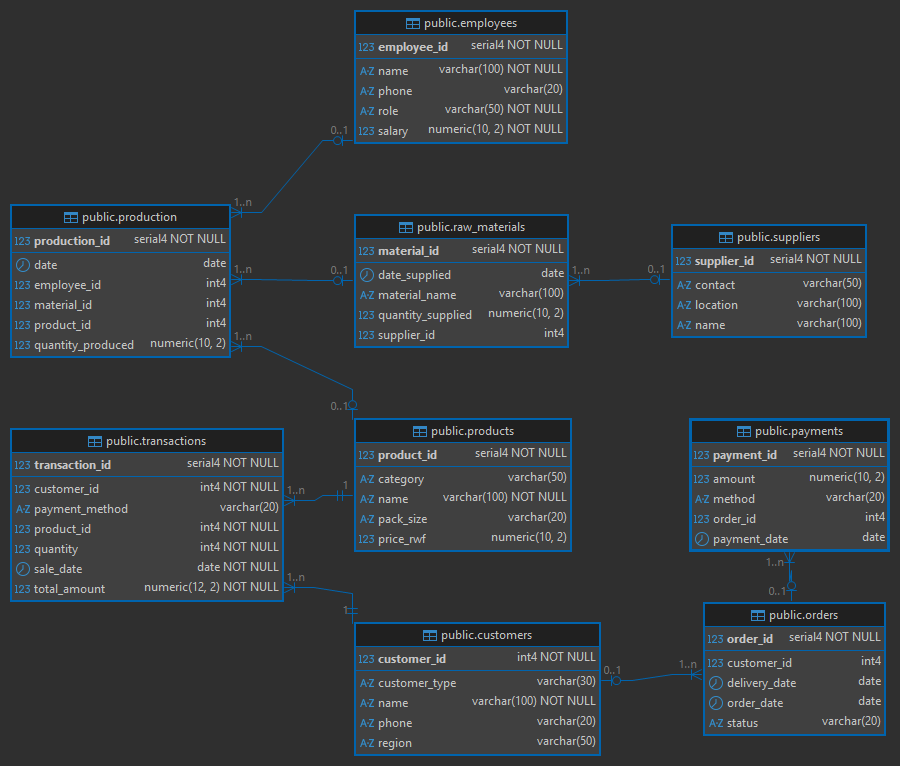 public.employees
123 employee_id serial4 NOT NULL
A-Z name varchar(100) NOT NULL
A-Z phone varchar(20)
A-Z role varchar(50) NOT NULL
123 salary numeric(10, 2) NOT NULL
0..1
1..n
public.production
123 production_id serial4 NOT NULL
date date
123 employee_id int4
123 material_id int4
123 product_id int4
123 quantity_produced numeric(10, 2)
1..n
0..1
public.raw_materials
123 material_id serial4 NOT NULL
date_supplied date
A-Z material_name varchar(100)
123 quantity_supplied numeric(10, 2)
123 supplier_id int4
1..n
0..1
public.suppliers
123 supplier_id serial4 NOT NULL
A-Z contact varchar(50)
A-Z location varchar(100)
A-Z name varchar(100)
1..n
0..1
public.transactions
123 transaction_id serial4 NOT NULL
123 customer_id int4 NOT NULL
A-Z payment_method varchar(20)
123 product_id int4 NOT NULL
123 quantity int4 NOT NULL
sale_date date NOT NULL
123 total_amount numeric(12, 2) NOT NULL
1..n
1
public.products
123 product_id serial4 NOT NULL
A-Z category varchar(50)
A-Z name varchar(100) NOT NULL
A-Z pack_size varchar(20)
123 price_rwf numeric(10, 2)
public.payments
123 payment_id serial4 NOT NULL
123 amount numeric(10, 2)
A-Z method varchar(20)
123 order_id int4
payment_date date
1..n
0..1
1..n
1
public.customers
123 customer_id int4 NOT NULL
A-Z customer_type varchar(30)
A-Z name varchar(100) NOT NULL
A-Z phone varchar(20)
A-Z region varchar(50)
0..1
1..n
public.orders
123 order_id serial4 NOT NULL
123 customer_id int4
delivery_date date
order_date date
A-Z status varchar(20)